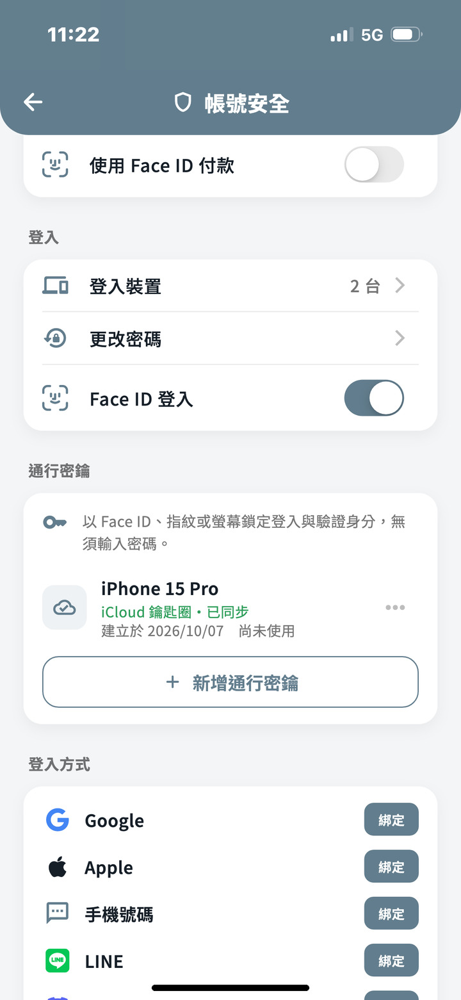 11:22
5G
帳號安全
使用 Face ID 付款
登入
登入裝置
2 台
更改密碼
Face ID 登入
通行密鑰
以 Face ID、指紋或螢幕鎖定登入與驗證身分，無
須輸入密碼。
iPhone 15 Pro
iCloud 鑰匙圈・已同步
建立於 2026/10/07 尚未使用
+ 新增通行密鑰
登入方式
Google
綁定
Apple
綁定
手機號碼
綁定
LINE
LINE
綁定